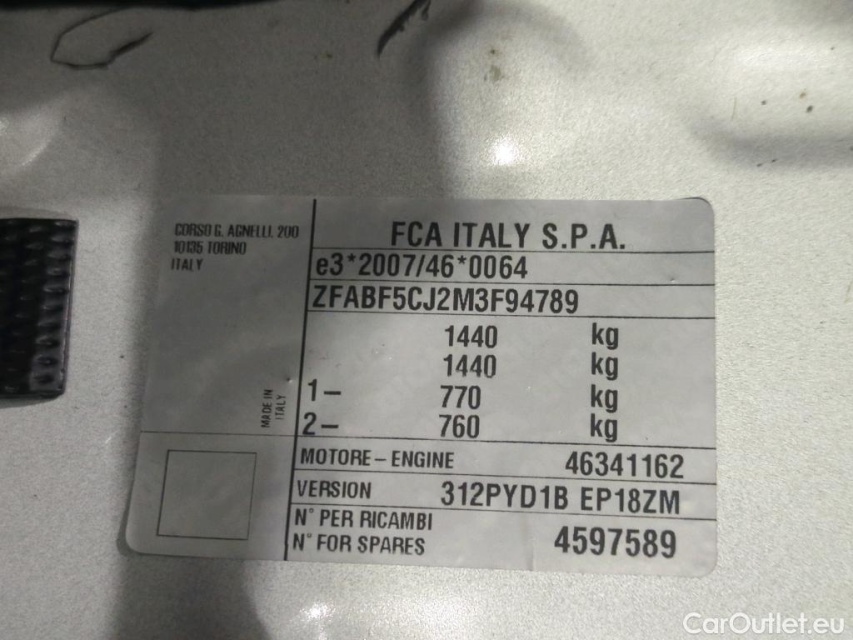 CORSO G. AGNELLI, 200
10135 TORINO
ITALY
FCA ITALY S.P.A.
e3*2007/46*0064
ZFABF5CJ2M3F94789
1440 kg
1440 kg
1– 770 kg
2– 760 kg
MADE IN
ITALY
MOTORE – ENGINE 46341162
VERSION 312PYD1B EP18ZM
N° PER RICAMBI
N° FOR SPARES 4597589
CarOutlet.eu